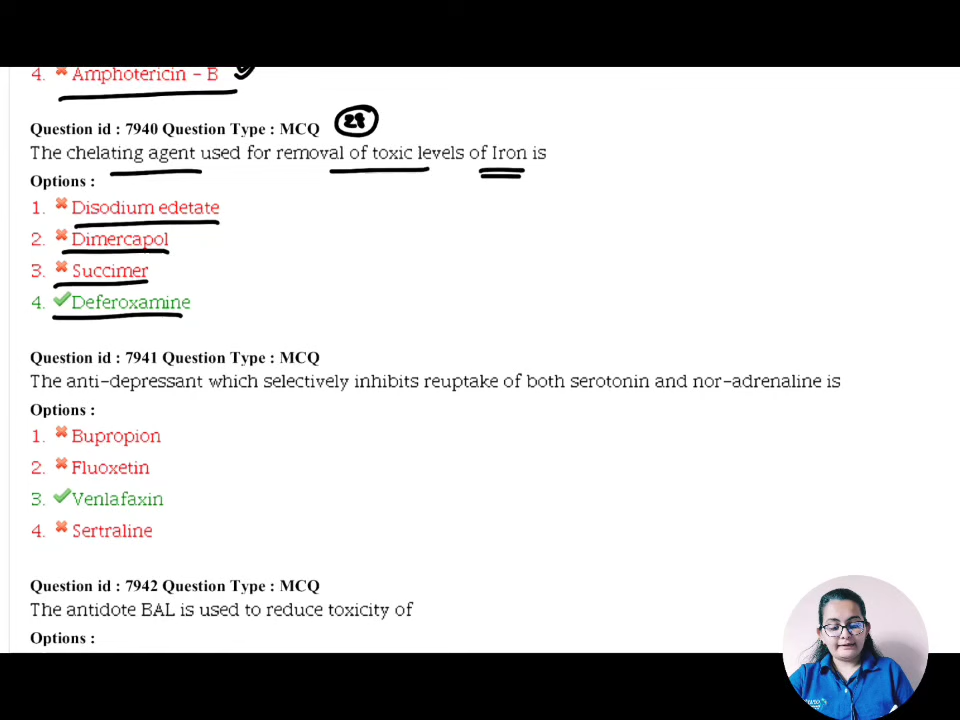 4. Amphotericin - B
Question id : 7940 Question Type : MCQ 28
The chelating agent used for removal of toxic levels of Iron is
Options :
1. Disodium edetate
2. Dimercapol
3. Succimer
4. Deferoxamine
Question id : 7941 Question Type : MCQ
The anti-depressant which selectively inhibits reuptake of both serotonin and nor-adrenaline is
Options :
1. Bupropion
2. Fluoxetin
3. Venlafaxin
4. Sertraline
Question id : 7942 Question Type : MCQ
The antidote BAL is used to reduce toxicity of
Options :